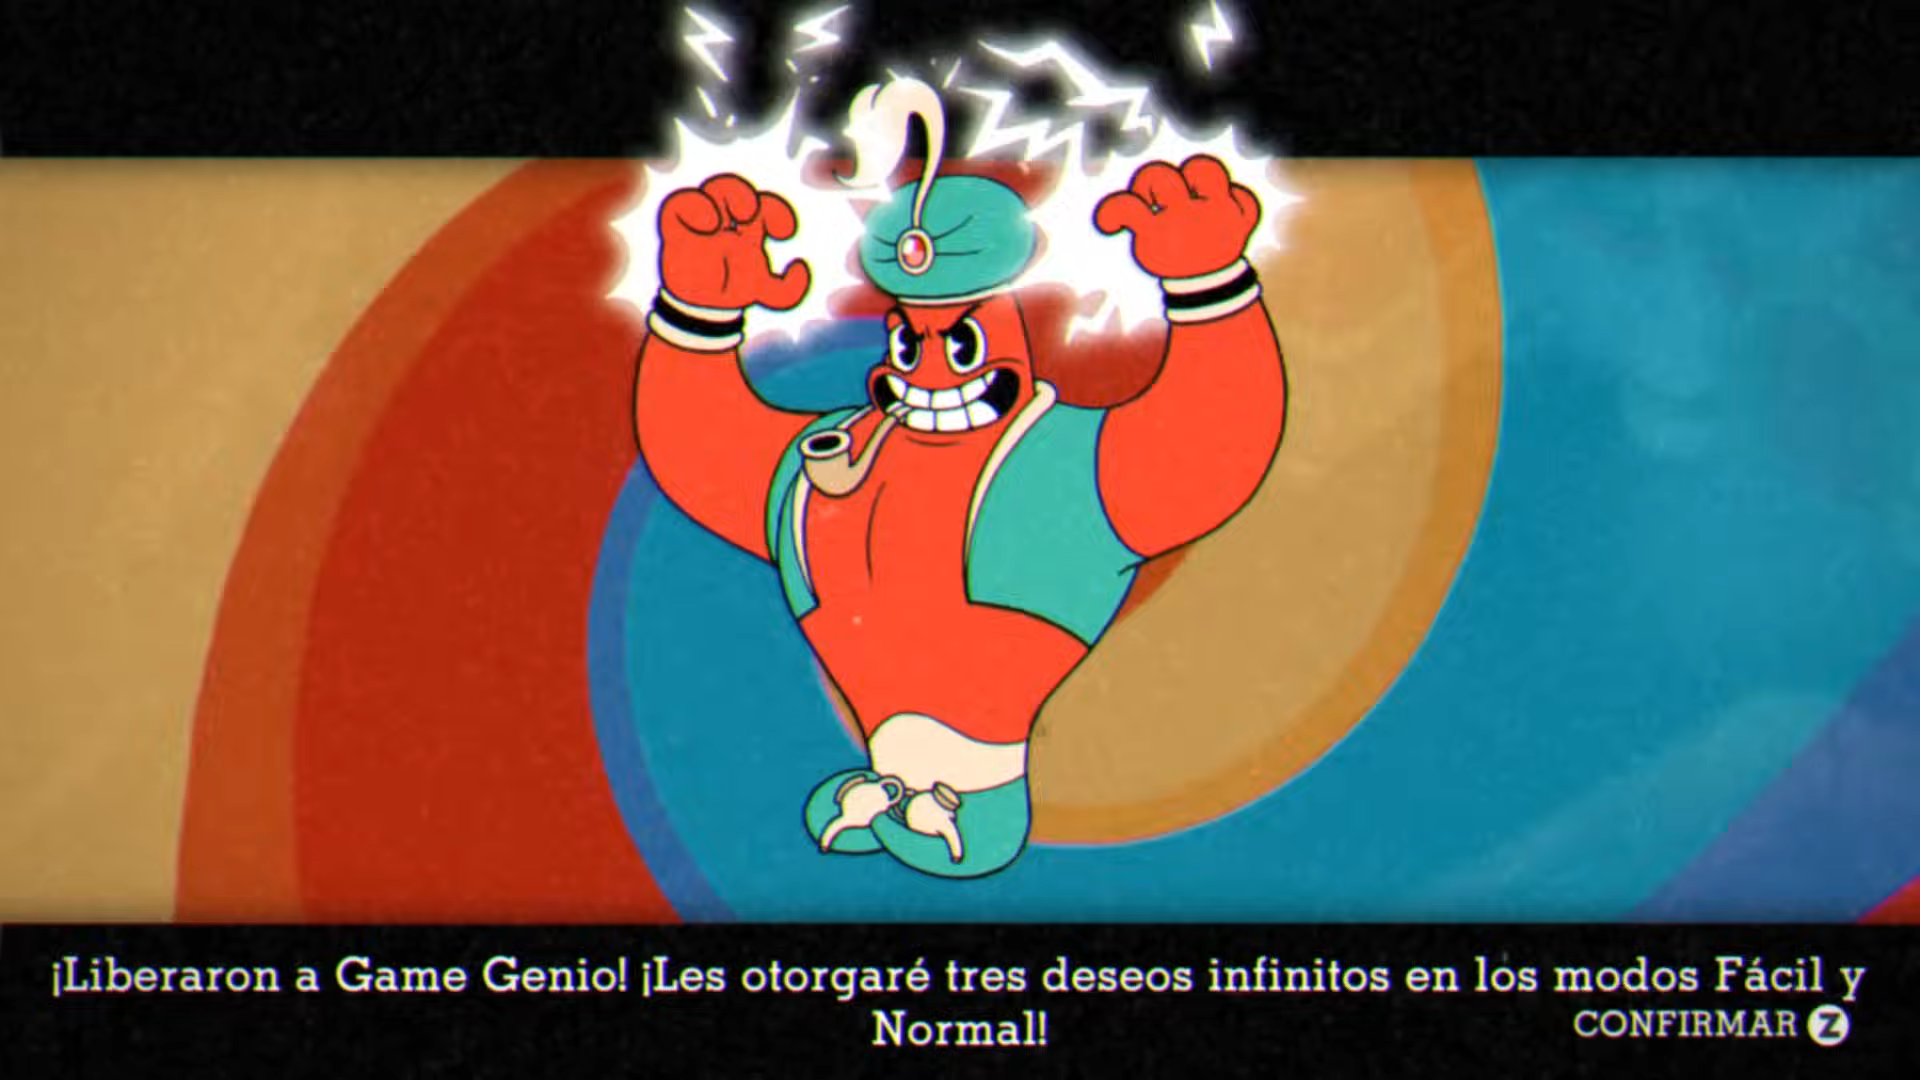 ¡Liberaron a Game Genio! ¡Les otorgaré tres deseos infinitos en los modos Fácil y
Normal!
CONFIRMAR Z